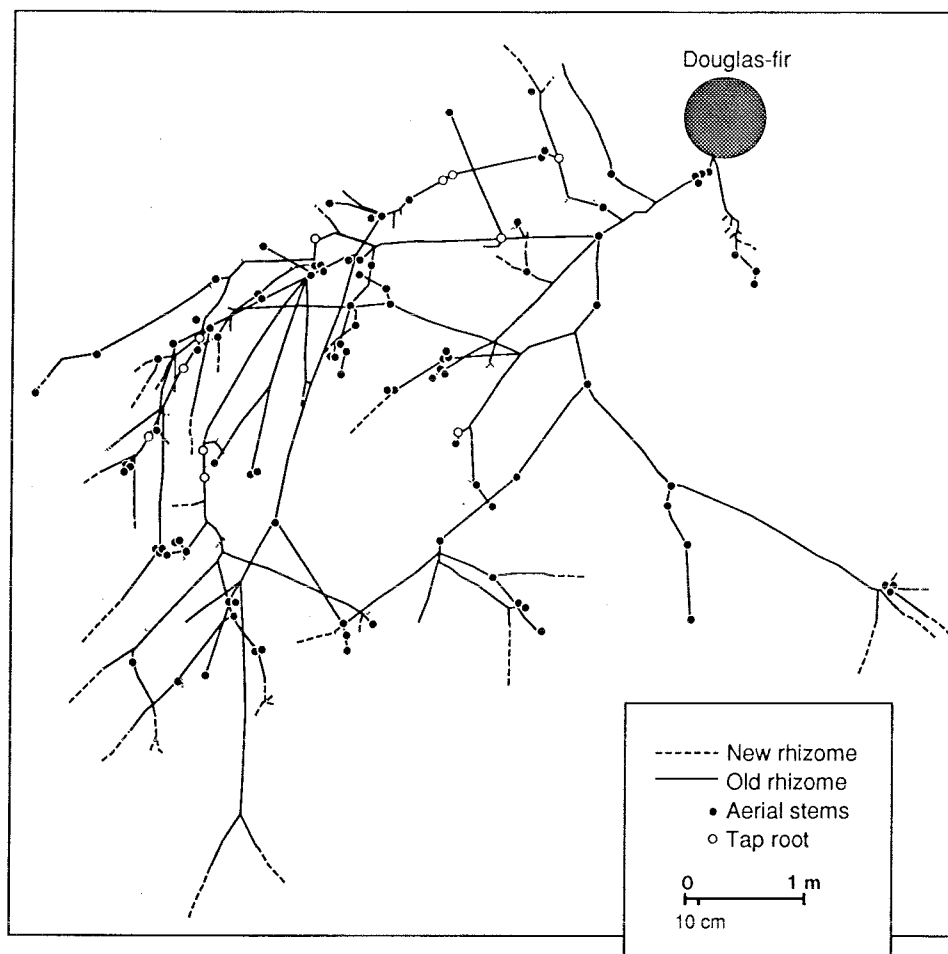 Douglas-fir
New rhizome
Old rhizome
Aerial stems
Tap root
0 1 m
10 cm